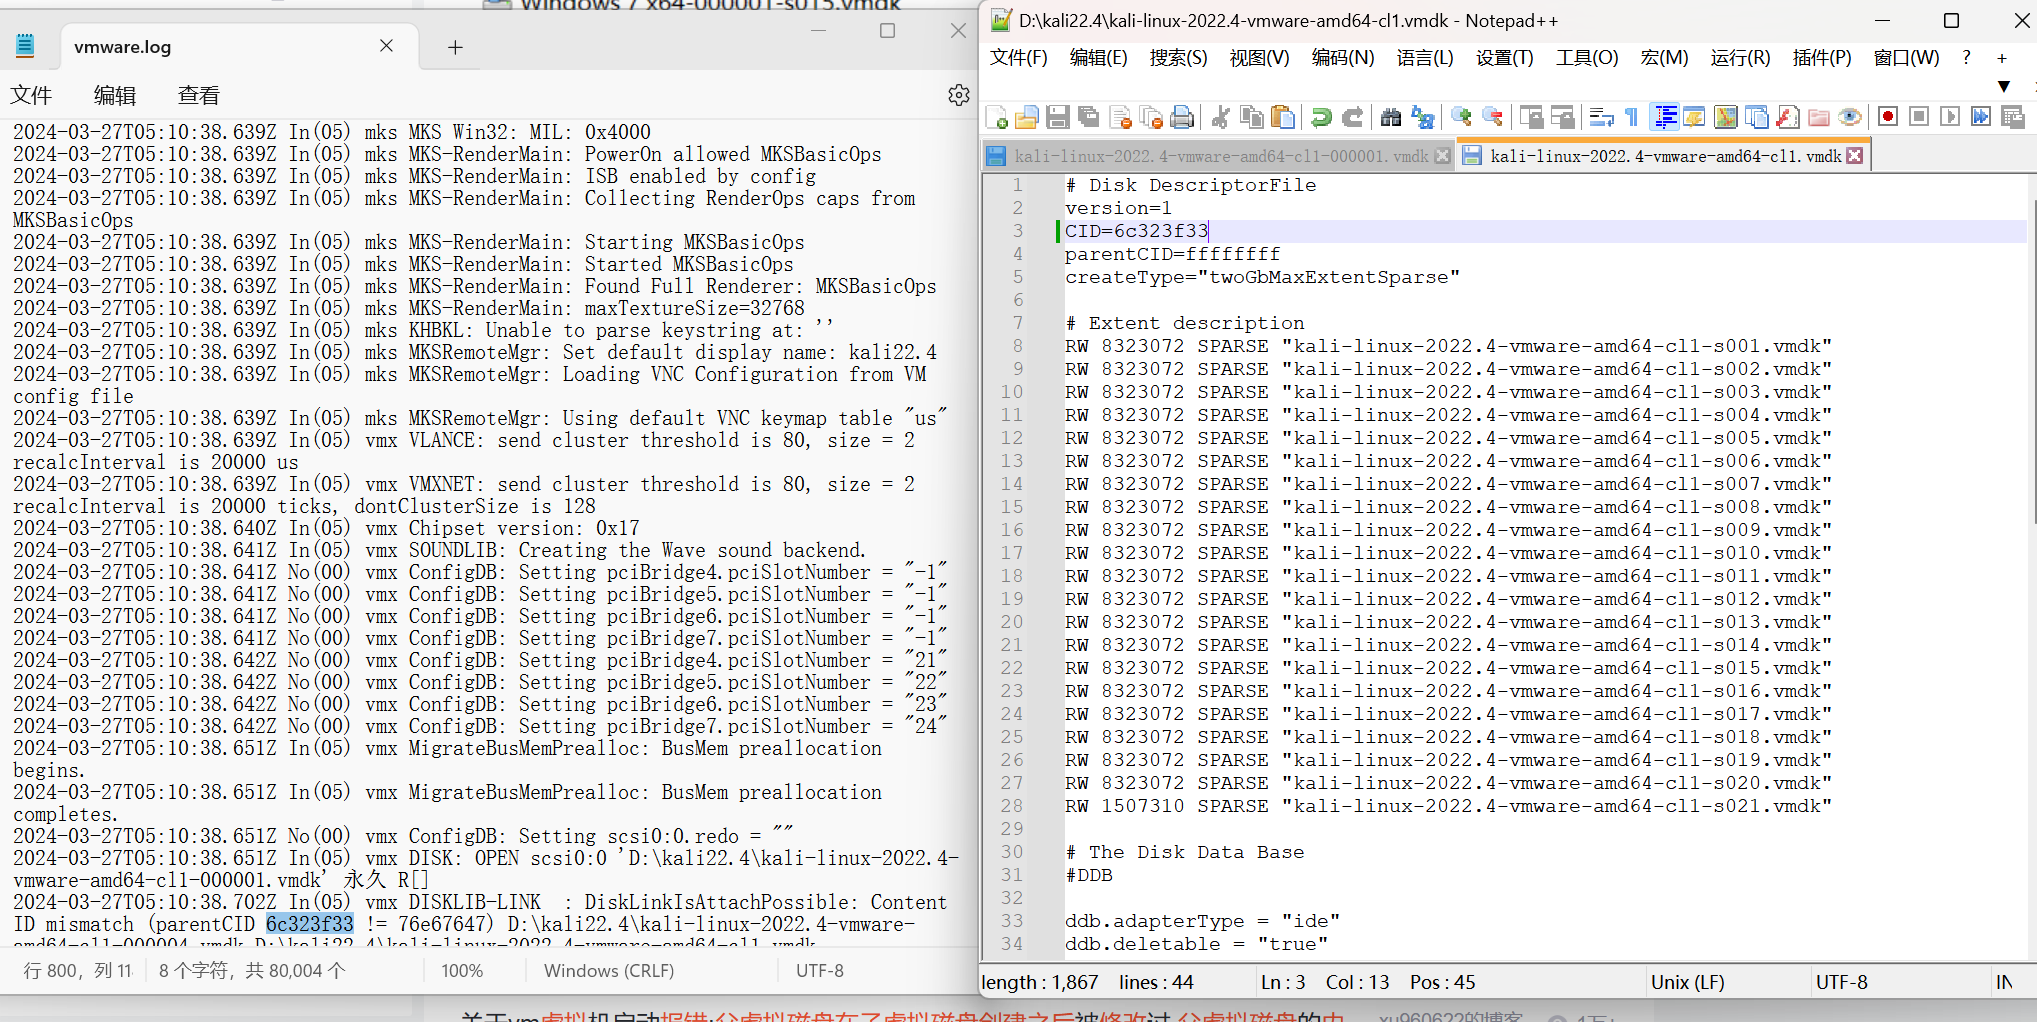 Windows 7 x64-000001-s015.vmdk
vmware.log
文件 编辑 查看
2024-03-27T05:10:38.639Z In(05) mks MKS Win32: MIL: 0x4000
2024-03-27T05:10:38.639Z In(05) mks MKS-RenderMain: PowerOn allowed MKSBasicOps
2024-03-27T05:10:38.639Z In(05) mks MKS-RenderMain: ISB enabled by config
2024-03-27T05:10:38.639Z In(05) mks MKS-RenderMain: Collecting RenderOps caps from
MKSBasicOps
2024-03-27T05:10:38.639Z In(05) mks MKS-RenderMain: Starting MKSBasicOps
2024-03-27T05:10:38.639Z In(05) mks MKS-RenderMain: Started MKSBasicOps
2024-03-27T05:10:38.639Z In(05) mks MKS-RenderMain: Found Full Renderer: MKSBasicOps
2024-03-27T05:10:38.639Z In(05) mks MKS-RenderMain: maxTextureSize=32768
2024-03-27T05:10:38.639Z In(05) mks KHBKL: Unable to parse keystring at: ''
2024-03-27T05:10:38.639Z In(05) mks MKSRemoteMgr: Set default display name: kali22.4
2024-03-27T05:10:38.639Z In(05) mks MKSRemoteMgr: Loading VNC Configuration from VM
config file
2024-03-27T05:10:38.639Z In(05) mks MKSRemoteMgr: Using default VNC keymap table "us"
2024-03-27T05:10:38.639Z In(05) vmx VLANCE: send cluster threshold is 80, size = 2
recalcInterval is 20000 us
2024-03-27T05:10:38.639Z In(05) vmx VMXNET: send cluster threshold is 80, size = 2
recalcInterval is 20000 ticks, dontClusterSize is 128
2024-03-27T05:10:38.640Z In(05) vmx Chipset version: 0x17
2024-03-27T05:10:38.641Z In(05) vmx SOUNDLIB: Creating the Wave sound backend.
2024-03-27T05:10:38.641Z No(00) vmx ConfigDB: Setting pciBridge4.pciSlotNumber = "-1"
2024-03-27T05:10:38.641Z No(00) vmx ConfigDB: Setting pciBridge5.pciSlotNumber = "-1"
2024-03-27T05:10:38.641Z No(00) vmx ConfigDB: Setting pciBridge6.pciSlotNumber = "-1"
2024-03-27T05:10:38.641Z No(00) vmx ConfigDB: Setting pciBridge7.pciSlotNumber = "-1"
2024-03-27T05:10:38.642Z No(00) vmx ConfigDB: Setting pciBridge4.pciSlotNumber = "21"
2024-03-27T05:10:38.642Z No(00) vmx ConfigDB: Setting pciBridge5.pciSlotNumber = "22"
2024-03-27T05:10:38.642Z No(00) vmx ConfigDB: Setting pciBridge6.pciSlotNumber = "23"
2024-03-27T05:10:38.642Z No(00) vmx ConfigDB: Setting pciBridge7.pciSlotNumber = "24"
2024-03-27T05:10:38.651Z In(05) vmx MigrateBusMemPrealloc: BusMem preallocation
begins.
2024-03-27T05:10:38.651Z In(05) vmx MigrateBusMemPrealloc: BusMem preallocation
completes.
2024-03-27T05:10:38.651Z No(00) vmx ConfigDB: Setting scsi0:0.redo = ""
2024-03-27T05:10:38.651Z In(05) vmx DISK: OPEN scsi0:0 'D:\kali22.4\kali-linux-2022.4-
vmware-amd64-cl1-000001.vmdk' 永久 R[]
2024-03-27T05:10:38.702Z In(05) vmx DISKLIB-LINK  : DiskLinkIsAttachPossible: Content
ID mismatch (parentCID 6c323f33 != 76e67647) D:\kali22.4\kali-linux-2022.4-vmware-
行 800，列 11 8 个字符，共 80,004 个 100% Windows (CRLF) UTF-8
D:\kali22.4\kali-linux-2022.4-vmware-amd64-cl1.vmdk - Notepad++
文件(F) 编辑(E) 搜索(S) 视图(V) 编码(N) 语言(L) 设置(T) 工具(O) 宏(M) 运行(R) 插件(P) 窗口(W) ? +
kali-linux-2022.4-vmware-amd64-cl1-000001.vmdk kali-linux-2022.4-vmware-amd64-cl1.vmdk
1 # Disk DescriptorFile
2 version=1
3 CID=6c323f33
4 parentCID=ffffffff
5 createType="twoGbMaxExtentSparse"
6
7 # Extent description
8 RW 8323072 SPARSE "kali-linux-2022.4-vmware-amd64-cl1-s001.vmdk"
9 RW 8323072 SPARSE "kali-linux-2022.4-vmware-amd64-cl1-s002.vmdk"
10 RW 8323072 SPARSE "kali-linux-2022.4-vmware-amd64-cl1-s003.vmdk"
11 RW 8323072 SPARSE "kali-linux-2022.4-vmware-amd64-cl1-s004.vmdk"
12 RW 8323072 SPARSE "kali-linux-2022.4-vmware-amd64-cl1-s005.vmdk"
13 RW 8323072 SPARSE "kali-linux-2022.4-vmware-amd64-cl1-s006.vmdk"
14 RW 8323072 SPARSE "kali-linux-2022.4-vmware-amd64-cl1-s007.vmdk"
15 RW 8323072 SPARSE "kali-linux-2022.4-vmware-amd64-cl1-s008.vmdk"
16 RW 8323072 SPARSE "kali-linux-2022.4-vmware-amd64-cl1-s009.vmdk"
17 RW 8323072 SPARSE "kali-linux-2022.4-vmware-amd64-cl1-s010.vmdk"
18 RW 8323072 SPARSE "kali-linux-2022.4-vmware-amd64-cl1-s011.vmdk"
19 RW 8323072 SPARSE "kali-linux-2022.4-vmware-amd64-cl1-s012.vmdk"
20 RW 8323072 SPARSE "kali-linux-2022.4-vmware-amd64-cl1-s013.vmdk"
21 RW 8323072 SPARSE "kali-linux-2022.4-vmware-amd64-cl1-s014.vmdk"
22 RW 8323072 SPARSE "kali-linux-2022.4-vmware-amd64-cl1-s015.vmdk"
23 RW 8323072 SPARSE "kali-linux-2022.4-vmware-amd64-cl1-s016.vmdk"
24 RW 8323072 SPARSE "kali-linux-2022.4-vmware-amd64-cl1-s017.vmdk"
25 RW 8323072 SPARSE "kali-linux-2022.4-vmware-amd64-cl1-s018.vmdk"
26 RW 8323072 SPARSE "kali-linux-2022.4-vmware-amd64-cl1-s019.vmdk"
27 RW 8323072 SPARSE "kali-linux-2022.4-vmware-amd64-cl1-s020.vmdk"
28 RW 1507310 SPARSE "kali-linux-2022.4-vmware-amd64-cl1-s021.vmdk"
29
30 # The Disk Data Base
31 #DDB
32
33 ddb.adapterType = "ide"
34 ddb.deletable = "true"
length : 1,867 lines : 44 Ln : 3 Col : 13 Pos : 45 Unix (LF) UTF-8 IN